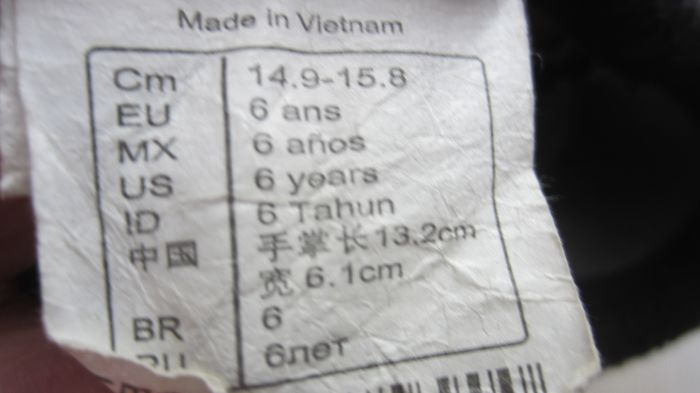 Made in Vietnam
Cm 14.9-15.8
EU 6 ans
MX 6 años
US 6 years
ID 6 Tahun
中国 手掌长13.2cm
宽 6.1cm
BR 6
RU 6лет